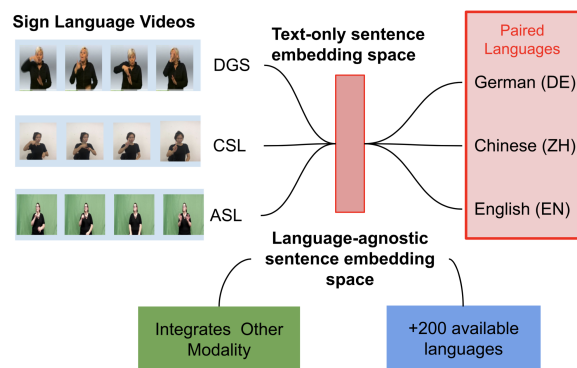 Sign Language Videos
Text-only sentence
embedding space
Paired
Languages
DGS
German (DE)
CSL
Chinese (ZH)
ASL
English (EN)
Language-agnostic
sentence embedding
space
Integrates Other
Modality
+200 available
languages